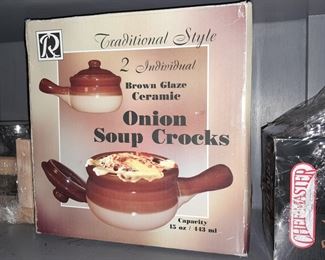 R
Traditional Style
2 Individual
Brown Glaze
Ceramic
Onion
Soup Crocks
Capacity
15 oz / 443 ml
CHEFMASTER